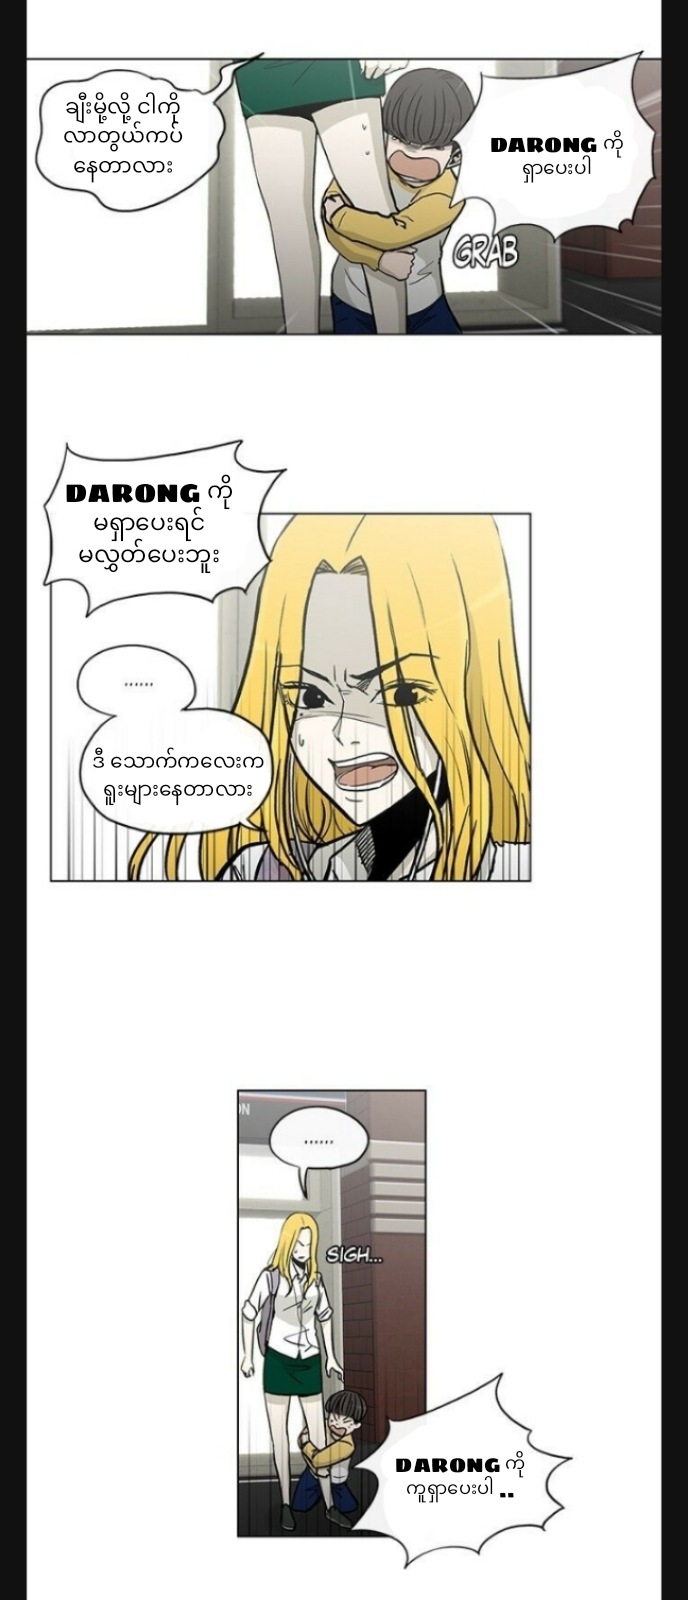 ချီးမို့လို့ ငါ့ကို
လာတွယ်ကပ်
နေတာလား
DARONG ကို
ရှာပေးပါ
GRAB
DARONG ကို
မရှာပေးရင်
မလွှတ်ပေးဘူး
......
ဒီ သောက်ကလေးက
ရူးများနေတာလား
ON
......
SIGH...
DARONG ကို
ကူရှာပေးပါ ..